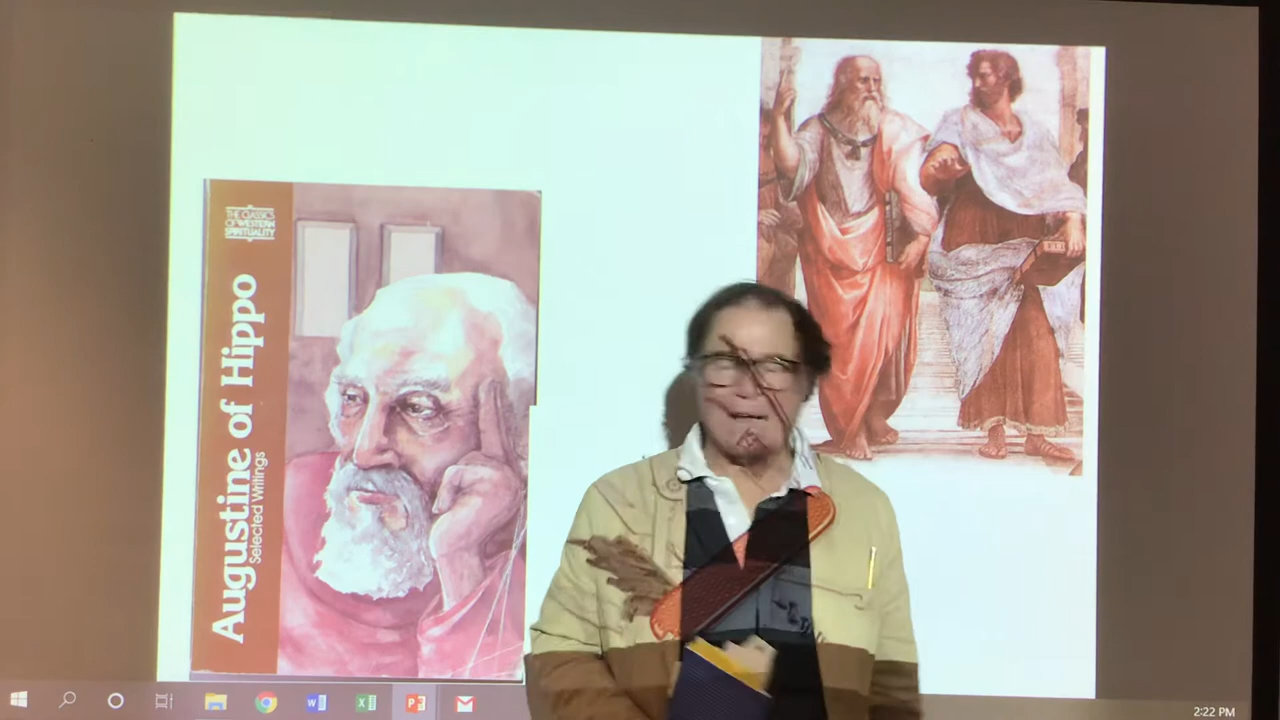 THE CLASSICS
OF WESTERN
SPIRITUALITY
Augustine of Hippo
Selected Writings
2:22 PM